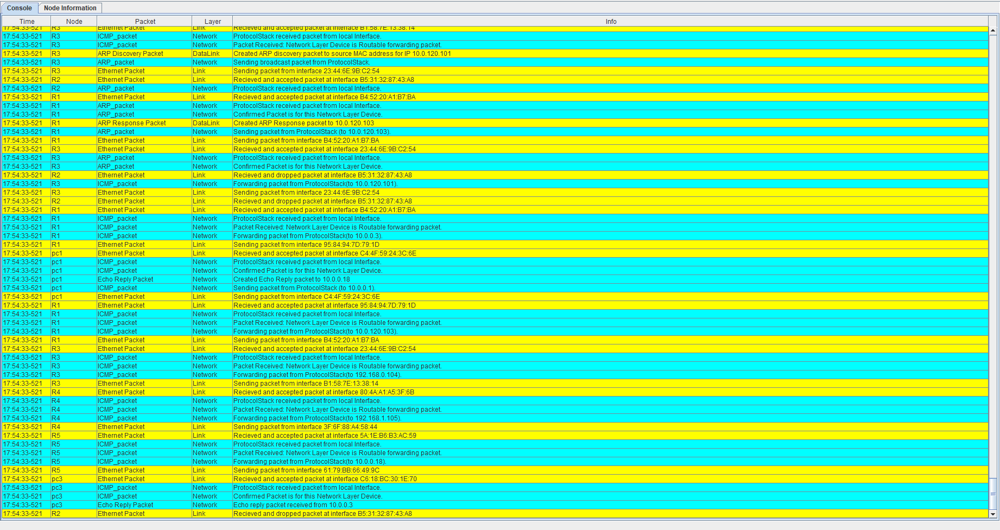 Console Node Information
Time Node Packet Layer Info
17:54:33-521 R3 Ethernet Packet Link Recieved and accepted packet at interface B1:58:7E:13:38:14
17:54:33-521 R3 ICMP_packet Network ProtocolStack received packet from local Interface.
17:54:33-521 R3 ICMP_packet Network Packet Received: Network Layer Device is Routable forwarding packet.
17:54:33-521 R3 ARP Discovery Packet DataLink Created ARP discovery packet to source MAC address for IP 10.0.120.101
17:54:33-521 R3 ARP_packet Network Sending broadcast packet from ProtocolStack.
17:54:33-521 R3 Ethernet Packet Link Sending packet from interface 23:44:6E:9B:C2:54
17:54:33-521 R2 Ethernet Packet Link Recieved and accepted packet at interface B5:31:32:87:43:A8
17:54:33-521 R2 ARP_packet Network ProtocolStack received packet from local Interface.
17:54:33-521 R1 Ethernet Packet Link Recieved and accepted packet at interface B4:52:20:A1:B7:BA
17:54:33-521 R1 ARP_packet Network ProtocolStack received packet from local Interface.
17:54:33-521 R1 ARP_packet Network Confirmed Packet is for this Network Layer Device.
17:54:33-521 R1 ARP Response Packet DataLink Created ARP Response packet to 10.0.120.103
17:54:33-521 R1 ARP_packet Network Sending packet from ProtocolStack (to 10.0.120.103).
17:54:33-521 R1 Ethernet Packet Link Sending packet from interface B4:52:20:A1:B7:BA
17:54:33-521 R3 Ethernet Packet Link Recieved and accepted packet at interface 23:44:6E:9B:C2:54
17:54:33-521 R3 ARP_packet Network ProtocolStack received packet from local Interface.
17:54:33-521 R3 ARP_packet Network Confirmed Packet is for this Network Layer Device.
17:54:33-521 R2 Ethernet Packet Link Recieved and dropped packet at interface B5:31:32:87:43:A8
17:54:33-521 R3 ICMP_packet Network Forwarding packet from ProtocolStack(to 10.0.120.101).
17:54:33-521 R3 Ethernet Packet Link Sending packet from interface 23:44:6E:9B:C2:54
17:54:33-521 R2 Ethernet Packet Link Recieved and dropped packet at interface B5:31:32:87:43:A8
17:54:33-521 R1 Ethernet Packet Link Recieved and accepted packet at interface B4:52:20:A1:B7:BA
17:54:33-521 R1 ICMP_packet Network ProtocolStack received packet from local Interface.
17:54:33-521 R1 ICMP_packet Network Packet Received: Network Layer Device is Routable forwarding packet.
17:54:33-521 R1 ICMP_packet Network Forwarding packet from ProtocolStack(to 10.0.0.3).
17:54:33-521 R1 Ethernet Packet Link Sending packet from interface 95:84:94:7D:79:1D
17:54:33-521 pc1 Ethernet Packet Link Recieved and accepted packet at interface C4:4F:59:24:3C:6E
17:54:33-521 pc1 ICMP_packet Network ProtocolStack received packet from local Interface.
17:54:33-521 pc1 ICMP_packet Network Confirmed Packet is for this Network Layer Device.
17:54:33-521 pc1 Echo Reply Packet Network Created Echo Reply packet to 10.0.0.18
17:54:33-521 pc1 ICMP_packet Network Sending packet from ProtocolStack (to 10.0.0.1).
17:54:33-521 pc1 Ethernet Packet Link Sending packet from interface C4:4F:59:24:3C:6E
17:54:33-521 R1 Ethernet Packet Link Recieved and accepted packet at interface 95:84:94:7D:79:1D
17:54:33-521 R1 ICMP_packet Network ProtocolStack received packet from local Interface.
17:54:33-521 R1 ICMP_packet Network Packet Received: Network Layer Device is Routable forwarding packet.
17:54:33-521 R1 ICMP_packet Network Forwarding packet from ProtocolStack(to 10.0.120.103).
17:54:33-521 R1 Ethernet Packet Link Sending packet from interface B4:52:20:A1:B7:BA
17:54:33-521 R3 Ethernet Packet Link Recieved and accepted packet at interface 23:44:6E:9B:C2:54
17:54:33-521 R3 ICMP_packet Network ProtocolStack received packet from local Interface.
17:54:33-521 R3 ICMP_packet Network Packet Received: Network Layer Device is Routable forwarding packet.
17:54:33-521 R3 ICMP_packet Network Forwarding packet from ProtocolStack(to 192.168.0.104).
17:54:33-521 R3 Ethernet Packet Link Sending packet from interface B1:58:7E:13:38:14
17:54:33-521 R4 Ethernet Packet Link Recieved and accepted packet at interface 80:4A:A1:A5:3F:6B
17:54:33-521 R4 ICMP_packet Network ProtocolStack received packet from local Interface.
17:54:33-521 R4 ICMP_packet Network Packet Received: Network Layer Device is Routable forwarding packet.
17:54:33-521 R4 ICMP_packet Network Forwarding packet from ProtocolStack(to 192.168.1.105).
17:54:33-521 R4 Ethernet Packet Link Sending packet from interface 3F:6F:88:A4:58:44
17:54:33-521 R5 Ethernet Packet Link Recieved and accepted packet at interface 5A:1E:B6:B3:AC:59
17:54:33-521 R5 ICMP_packet Network ProtocolStack received packet from local Interface.
17:54:33-521 R5 ICMP_packet Network Packet Received: Network Layer Device is Routable forwarding packet.
17:54:33-521 R5 ICMP_packet Network Forwarding packet from ProtocolStack(to 10.0.0.18).
17:54:33-521 R5 Ethernet Packet Link Sending packet from interface 61:79:BB:66:49:9C
17:54:33-521 pc3 Ethernet Packet Link Recieved and accepted packet at interface C6:18:BC:30:1E:70
17:54:33-521 pc3 ICMP_packet Network ProtocolStack received packet from local Interface.
17:54:33-521 pc3 ICMP_packet Network Confirmed Packet is for this Network Layer Device.
17:54:33-521 pc3 Echo Reply Packet Network Echo reply packet received from 10.0.0.3
17:54:33-521 R2 Ethernet Packet Link Recieved and dropped packet at interface B5:31:32:87:43:A8